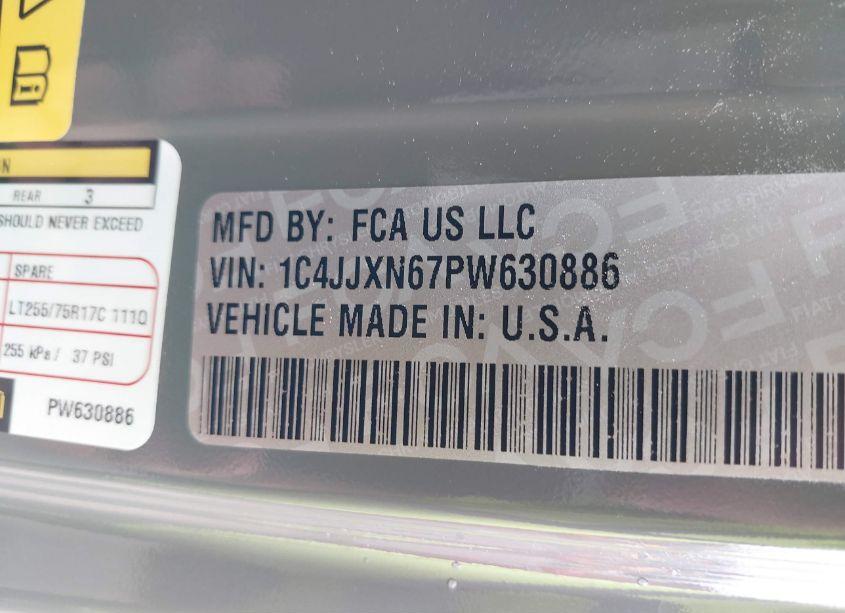 N
REAR 3
SHOULD NEVER EXCEED
SPARE
LT255/75R17C 111Q
255 kPa / 37 PSI
PW630886
MFD BY: FCA US LLC
VIN: 1C4JJXN67PW630886
VEHICLE MADE IN: U.S.A.